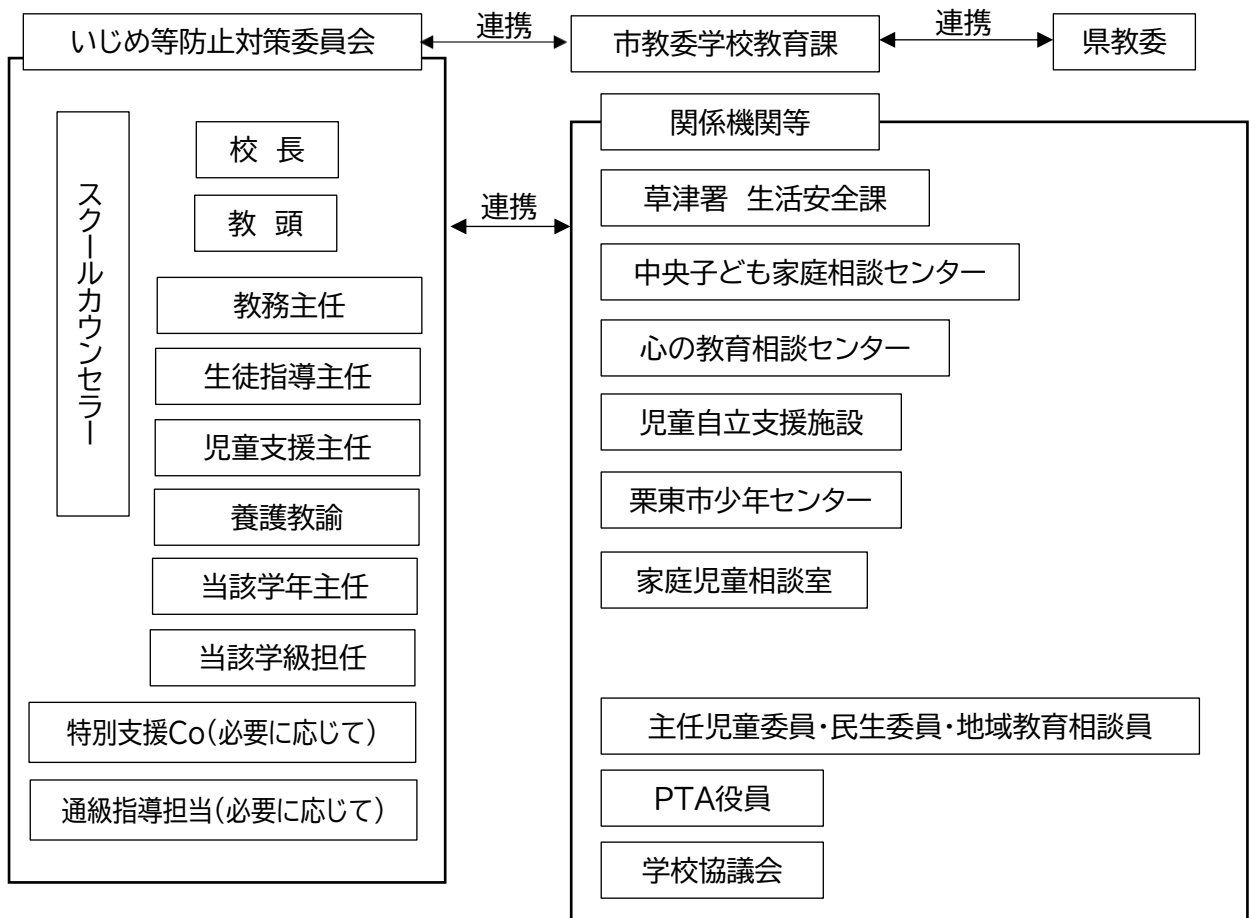 いじめ等防止対策委員会
連携
市教委学校教育課
連携
県教委
スクールカウンセラー
校 長
教 頭
教務主任
生徒指導主任
児童支援主任
養護教諭
当該学年主任
当該学級担任
特別支援Co(必要に応じて)
通級指導担当(必要に応じて)
連携
関係機関等
草津署 生活安全課
中央子ども家庭相談センター
心の教育相談センター
児童自立支援施設
栗東市少年センター
家庭児童相談室
主任児童委員・民生委員・地域教育相談員
PTA役員
学校協議会